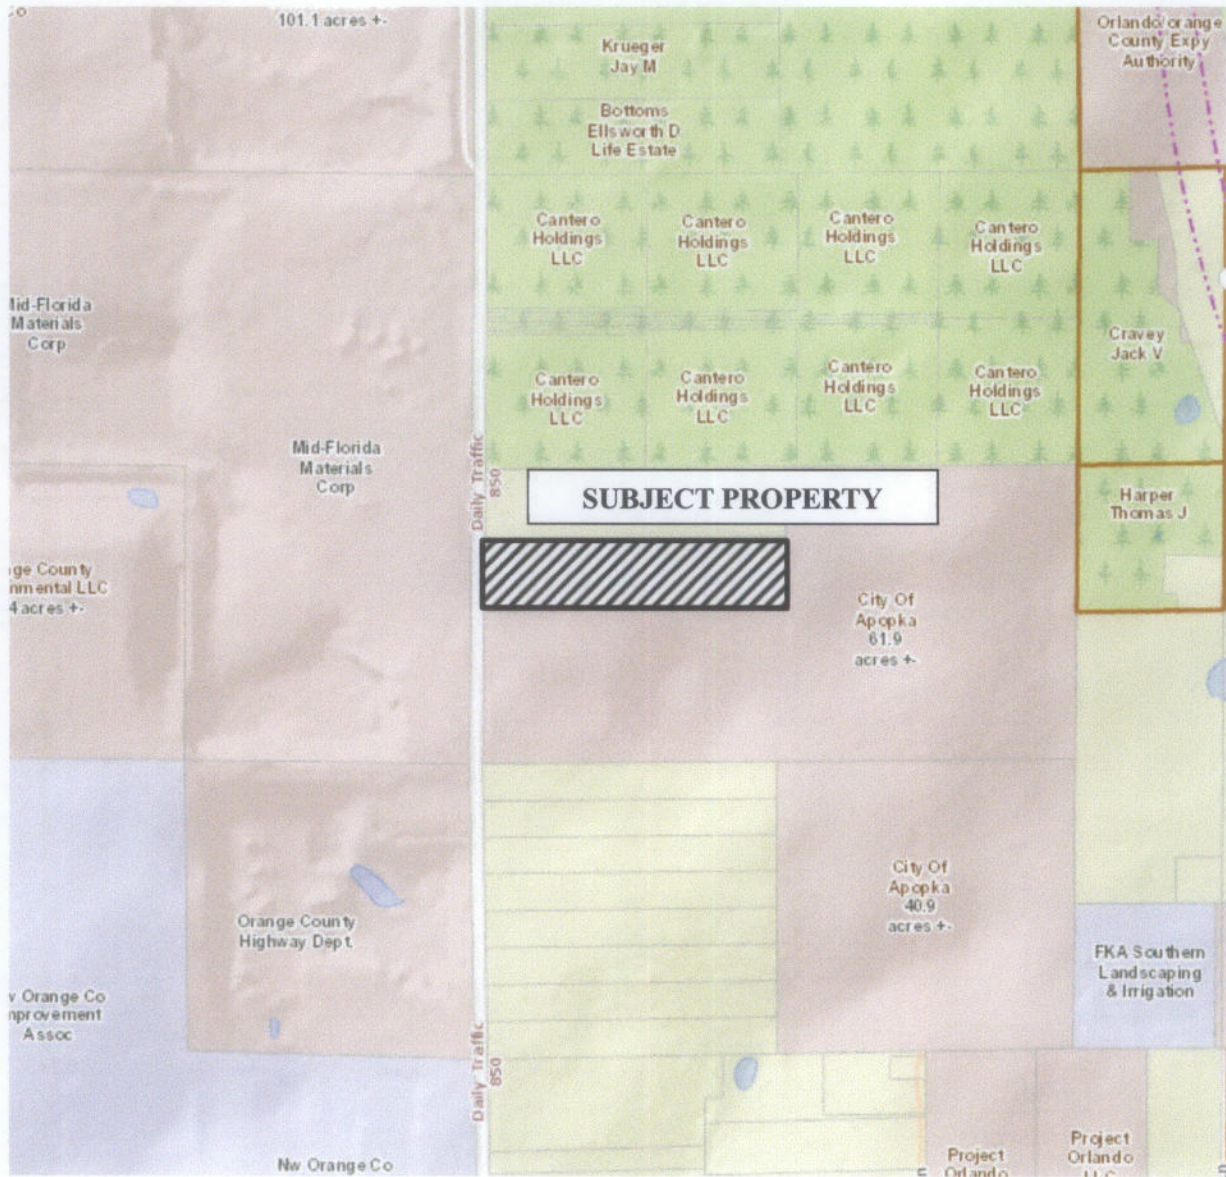 101.1 acres +-
Krueger
Jay M
Orlando/orange
County Expy
Authority
Bottoms
Ellsworth D
Life Estate
Cantero
Holdings
LLC
Cantero
Holdings
LLC
Cantero
Holdings
LLC
Cantero
Holdings
LLC
Mid-Florida
Materials
Corp
Cravey
Jack V
Cantero
Holdings
LLC
Cantero
Holdings
LLC
Cantero
Holdings
LLC
Cantero
Holdings
LLC
Mid-Florida
Materials
Corp
Daily Traffic
850
SUBJECT PROPERTY
Harper
Thomas J
ge County
nmental LLC
4 acres +-
City Of
Apopka
61.9
acres +-
City Of
Apopka
40.9
acres +-
Orange County
Highway Dept.
FKA Southern
Landscaping
& Irrigation
w Orange Co
mprovement
Assoc
Daily Traffic
850
Nw Orange Co
Project
Orlando
Project
Orlando
LLC